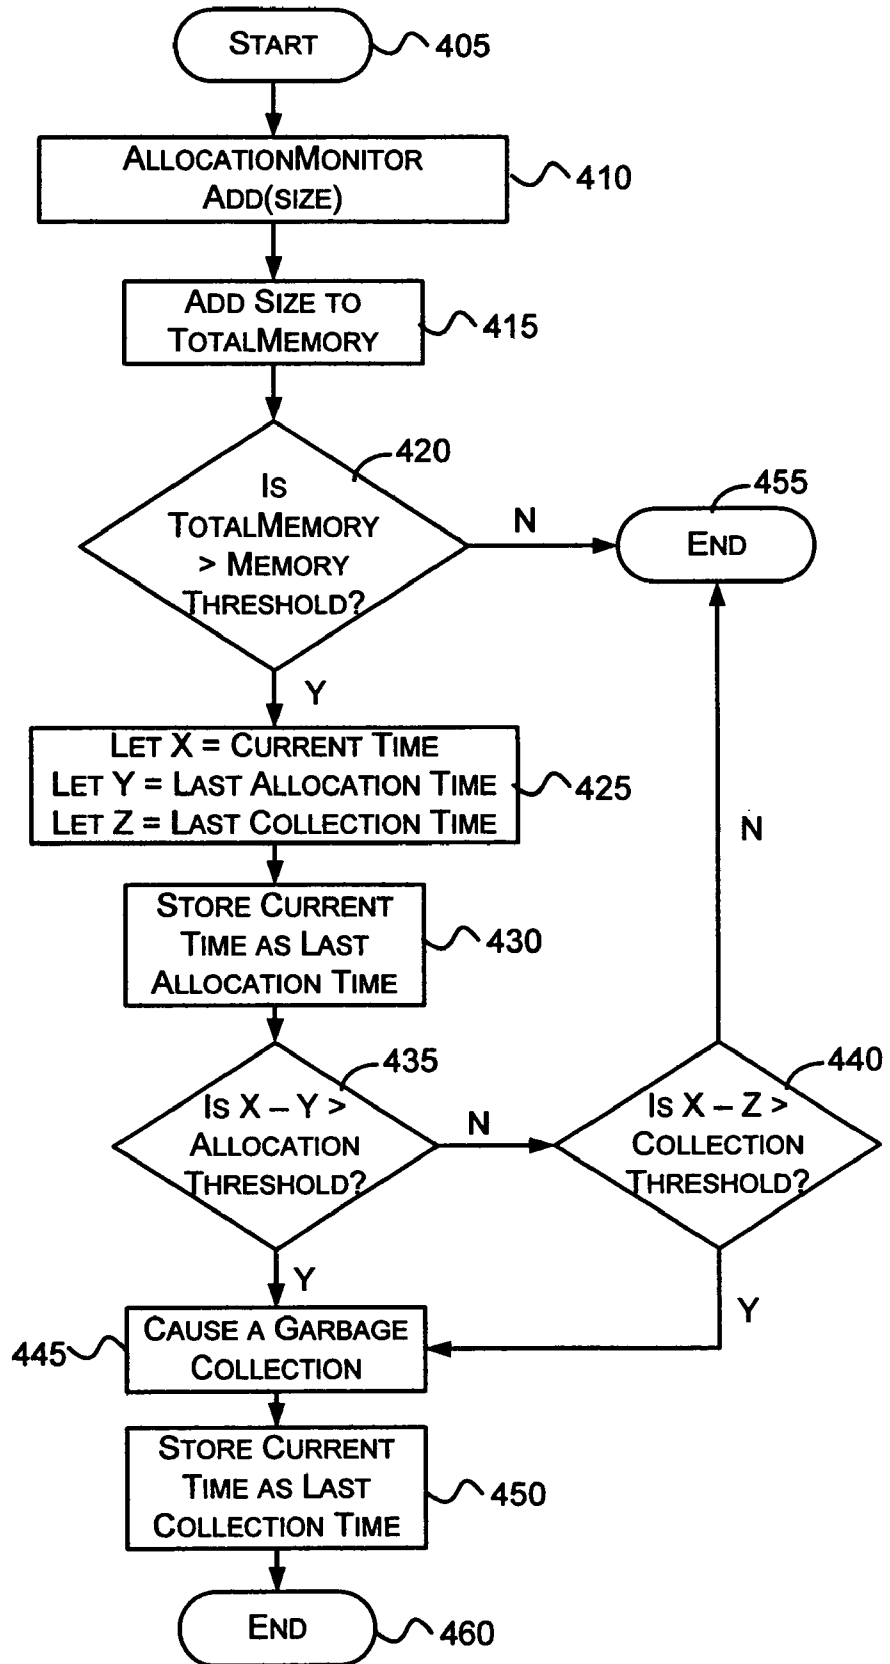 START
405
ALLOCATIONMONITOR
ADD(SIZE)
410
ADD SIZE TO
TOTALMEMORY
415
420
IS
TOTALMEMORY
> MEMORY
THRESHOLD?
N
455
END
Y
LET X = CURRENT TIME
LET Y = LAST ALLOCATION TIME
LET Z = LAST COLLECTION TIME
425
N
STORE CURRENT
TIME AS LAST
ALLOCATION TIME
430
435
IS X – Y >
ALLOCATION
THRESHOLD?
N
440
IS X – Z >
COLLECTION
THRESHOLD?
Y
Y
445
CAUSE A GARBAGE
COLLECTION
STORE CURRENT
TIME AS LAST
COLLECTION TIME
450
END
460